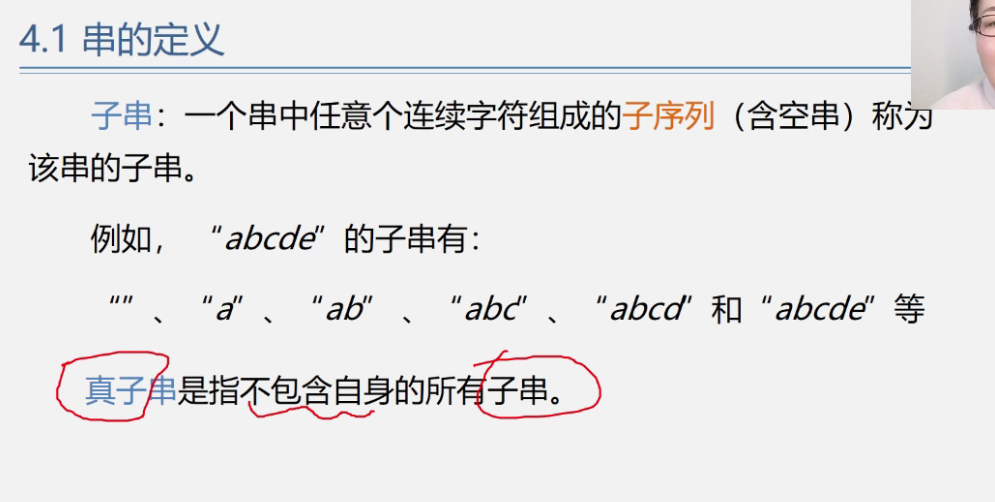 4.1 串的定义
子串：一个串中任意个连续字符组成的子序列（含空串）称为
该串的子串。
例如， “abcde” 的子串有：
“” 、 “a” 、 “ab” 、 “abc” 、 “abcd” 和 “abcde” 等
真子串是指不包含自身的所有子串。